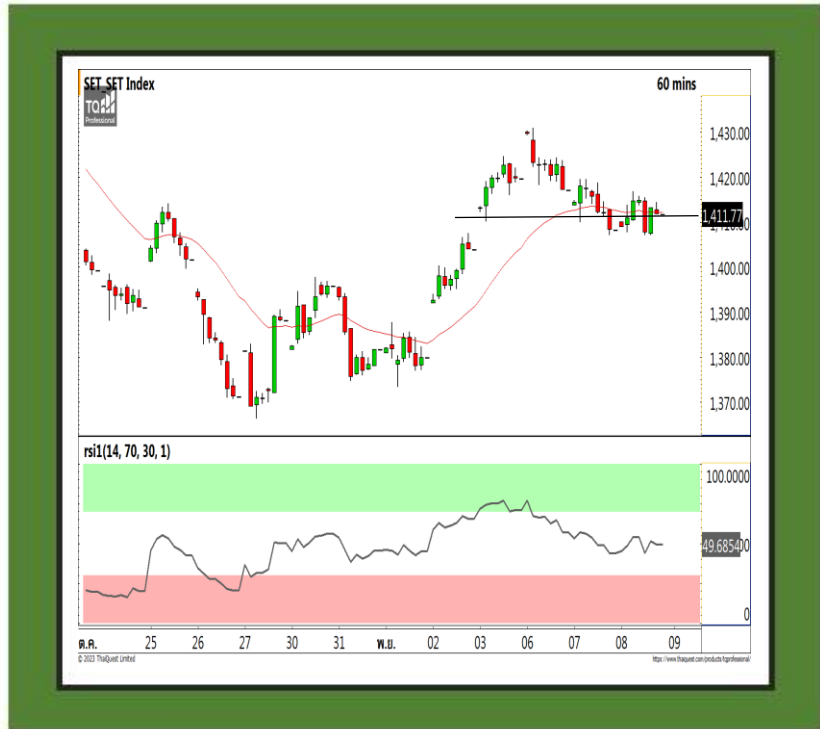 SET_SET Index 60 mins
TQ
Professional
1,430.00
1,420.00
1,411.77
1,400.00
1,390.00
1,380.00
1,370.00
rsi1(14, 70, 30, 1)
100.0000
49.6854
0
ต.ค. 25 26 27 30 31 พ.ย. 02 03 06 07 08 09
© 2023 ThaiQuest Limited https://www.thaiquest.com/products/tqprofessional/